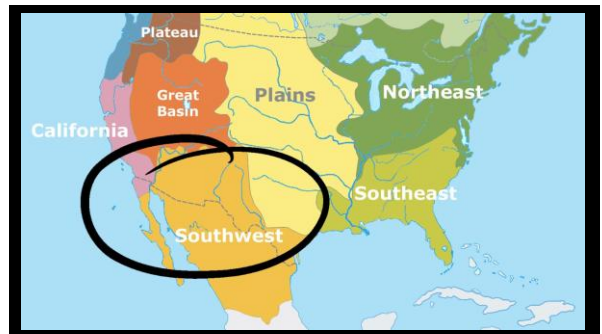 Plateau
Great
Basin
Plains
Northeast
California
Southeast
Southwest